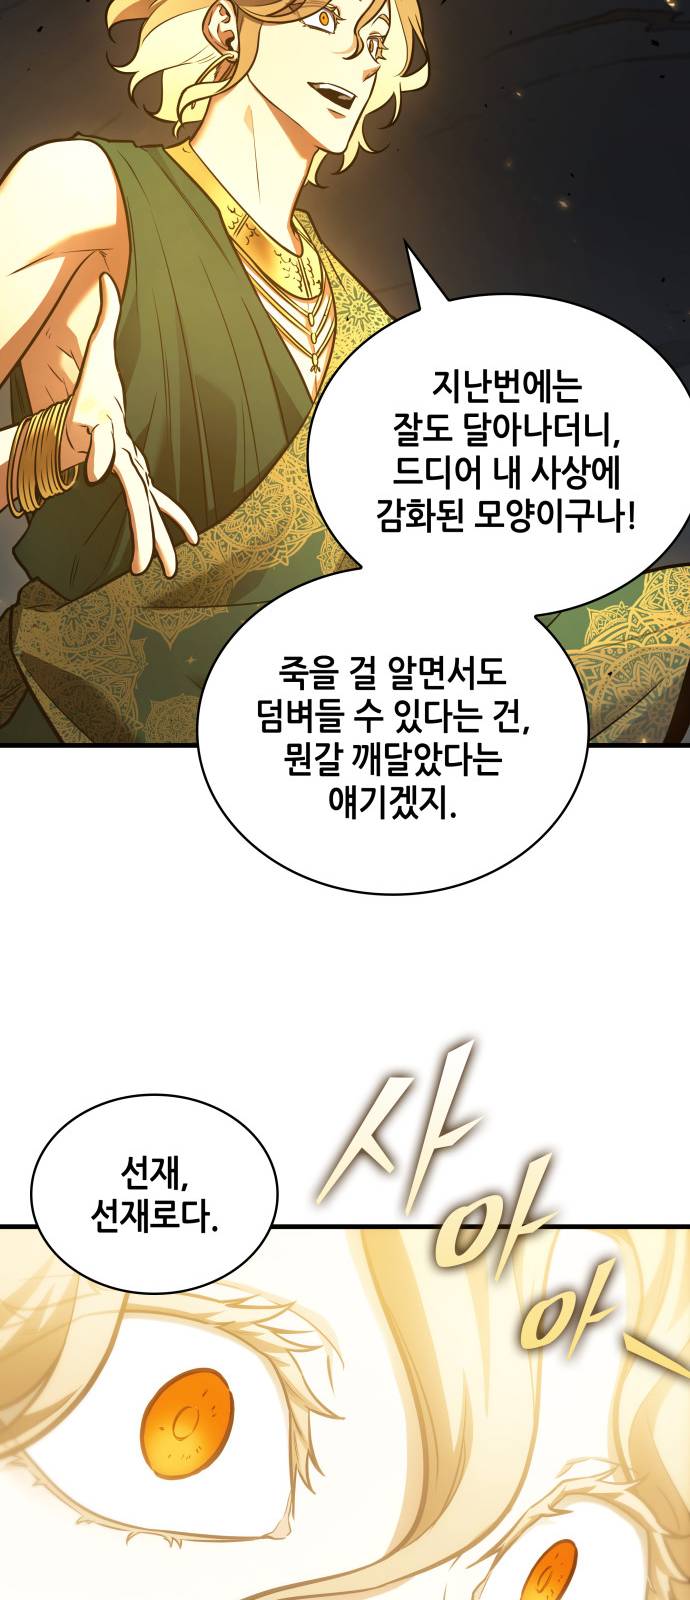 지난번에는
잘도 달아나더니,
드디어 내 사상에
감화된 모양이구나!
죽을 걸 알면서도
덤벼들 수 있다는 건,
뭔갈 깨달았다는
얘기겠지.
선재,
선재로다.
사아아